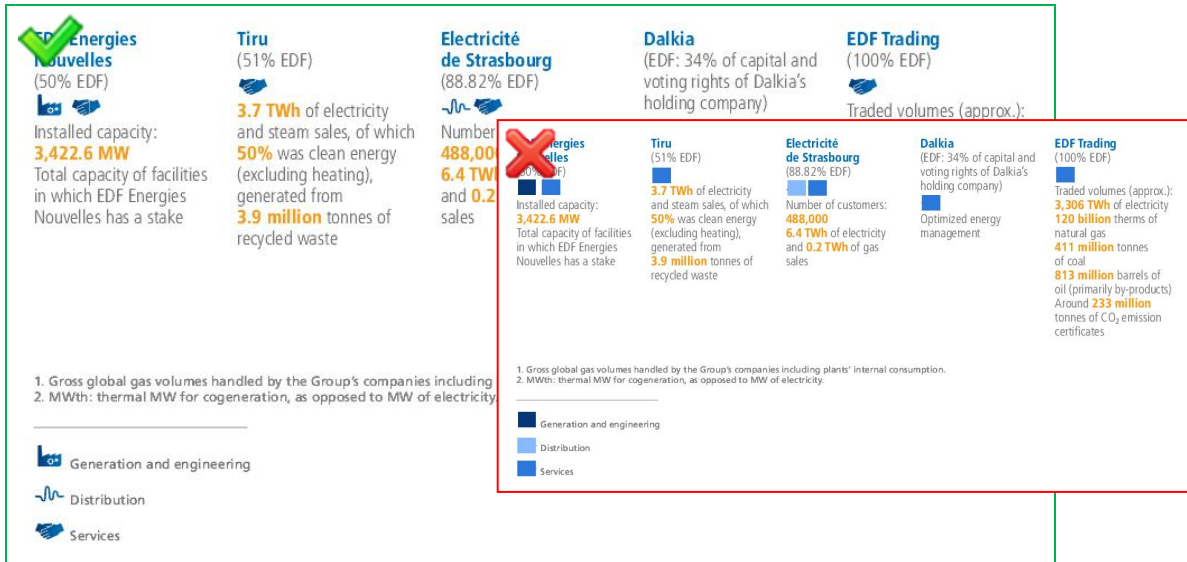 EDF Energies
Nouvelles
(50% EDF)
Installed capacity:
3,422.6 MW
Total capacity of facilities
in which EDF Energies
Nouvelles has a stake
Tiru
(51% EDF)
3.7 TWh of electricity
and steam sales, of which
50% was clean energy
(excluding heating),
generated from
3.9 million tonnes of
recycled waste
Electricité
de Strasbourg
(88.82% EDF)
Number
6.4 TW
and 0.2
sales
Dalkia
(EDF: 34% of capital and
voting rights of Dalkia's
holding company)
EDF Trading
(100% EDF)
Traded volumes (approx.):
1. Gross global gas volumes handled by the Group's companies including
2. MWth: thermal MW for cogeneration, as opposed to MW of electricity.
Generation and engineering
Distribution
Services
EDF)
Installed capacity:
3,422.6 MW
Total capacity of facilities
in which EDF Energies
Nouvelles has a stake
Tiru
(51% EDF)
3.7 TWh of electricity
and steam sales, of which
50% was clean energy
(excluding heating),
generated from
3.9 million tonnes of
recycled waste
Electricité
de Strasbourg
(88.82% EDF)
Number of customers:
488,000
6.4 TWh of electricity
and 0.2 TWh of gas
sales
Dalkia
(EDF: 34% of capital and
voting rights of Dalkia's
holding company)
Optimized energy
management
EDF Trading
(100% EDF)
Traded volumes (approx.):
3,306 TWh of electricity
120 billion therms of
natural gas
411 million tonnes
of coal
813 million barrels of
oil (primarily by-products)
Around 233 million
tonnes of CO₂ emission
certificates
1. Gross global gas volumes handled by the Group's companies including plants' internal consumption.
2. MWth: thermal MW for cogeneration, as opposed to MW of electricity.
Generation and engineering
Distribution
Services